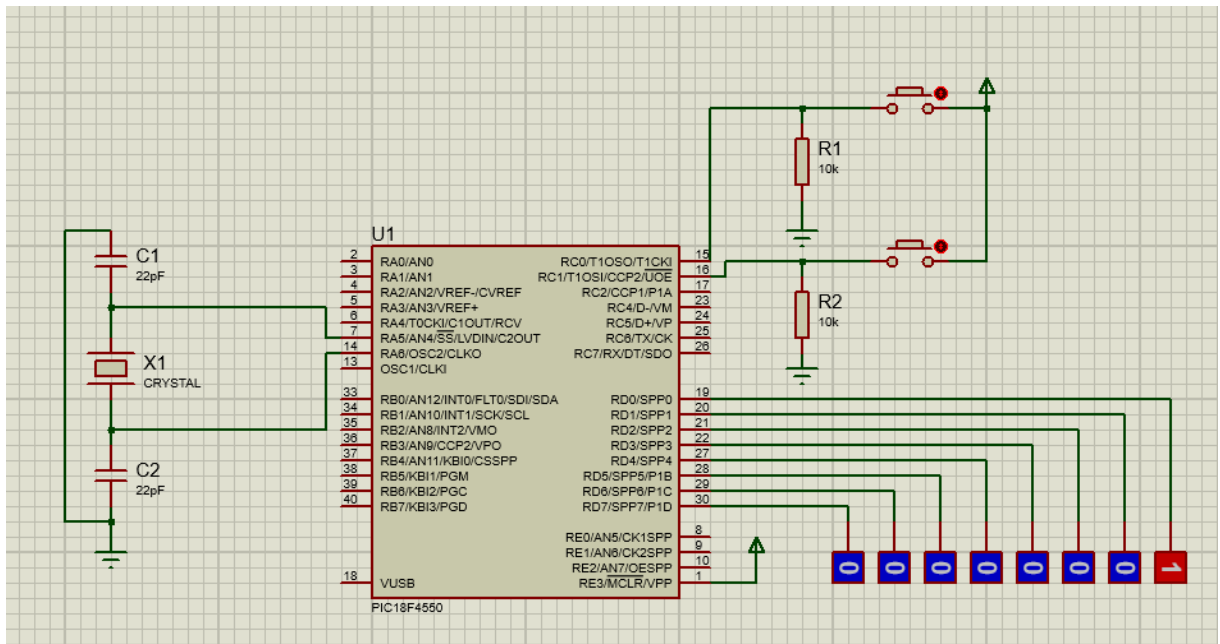 C1
22pF
X1
CRYSTAL
C2
22pF
U1
2 RA0/AN0
3 RA1/AN1
4 RA2/AN2/VREF-/CVREF
5 RA3/AN3/VREF+
6 RA4/T0CKI/C1OUT/RCV
7 RA5/AN4/SS/LVDIN/C2OUT
14 RA6/OSC2/CLKO
13 OSC1/CLKI
33 RB0/AN12/INT0/FLT0/SDI/SDA
34 RB1/AN10/INT1/SCK/SCL
35 RB2/AN8/INT2/VMO
36 RB3/AN9/CCP2/VPO
37 RB4/AN11/KBI0/CSSPP
38 RB5/KBI1/PGM
39 RB6/KBI2/PGC
40 RB7/KBI3/PGD
18 VUSB
RC0/T1OSO/T1CKI 15
RC1/T1OSI/CCP2/UOE 16
RC2/CCP1/P1A 17
RC4/D-/VM 23
RC5/D+/VP 24
RC6/TX/CK 25
RC7/RX/DT/SDO 26
RD0/SPP0 19
RD1/SPP1 20
RD2/SPP2 21
RD3/SPP3 22
RD4/SPP4 27
RD5/SPP5/P1B 28
RD6/SPP6/P1C 29
RD7/SPP7/P1D 30
RE0/AN5/CK1SPP 8
RE1/AN6/CK2SPP 9
RE2/AN7/OESPP 10
RE3/MCLR/VPP 1
PIC18F4550
R1
10k
R2
10k
0 0 0 0 0 0 0 1